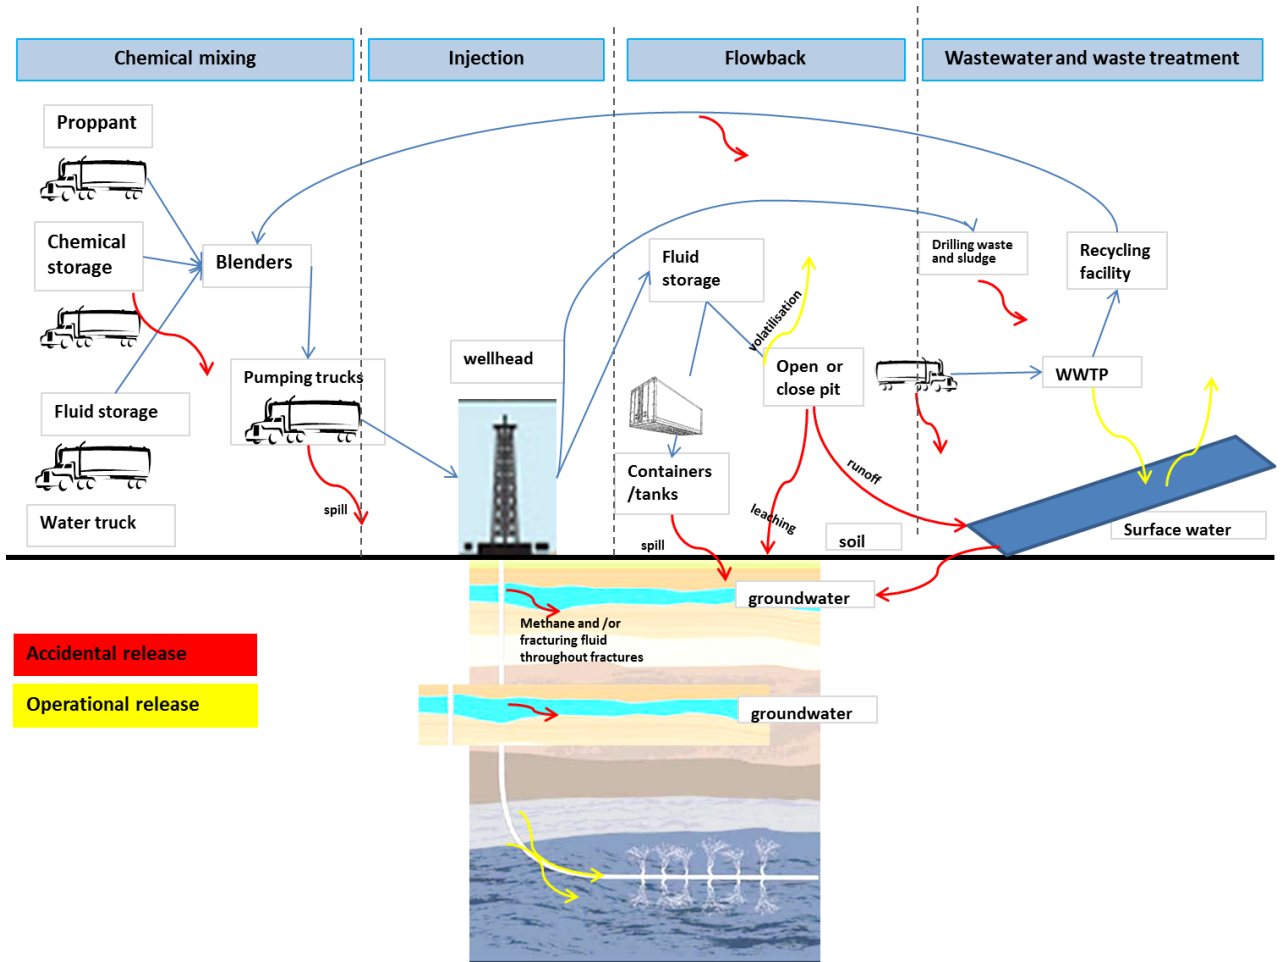 Chemical mixing
Injection
Flowback
Wastewater and waste treatment
Proppant
Chemical
storage
Blenders
Fluid storage
Water truck
Pumping trucks
spill
wellhead
Fluid
storage
volatilisation
Open or
close pit
Containers
/tanks
spill
leaching
runoff
soil
Drilling waste
and sludge
Recycling
facility
WWTP
Surface water
groundwater
Methane and /or
fracturing fluid
throughout fractures
groundwater
Accidental release
Operational release